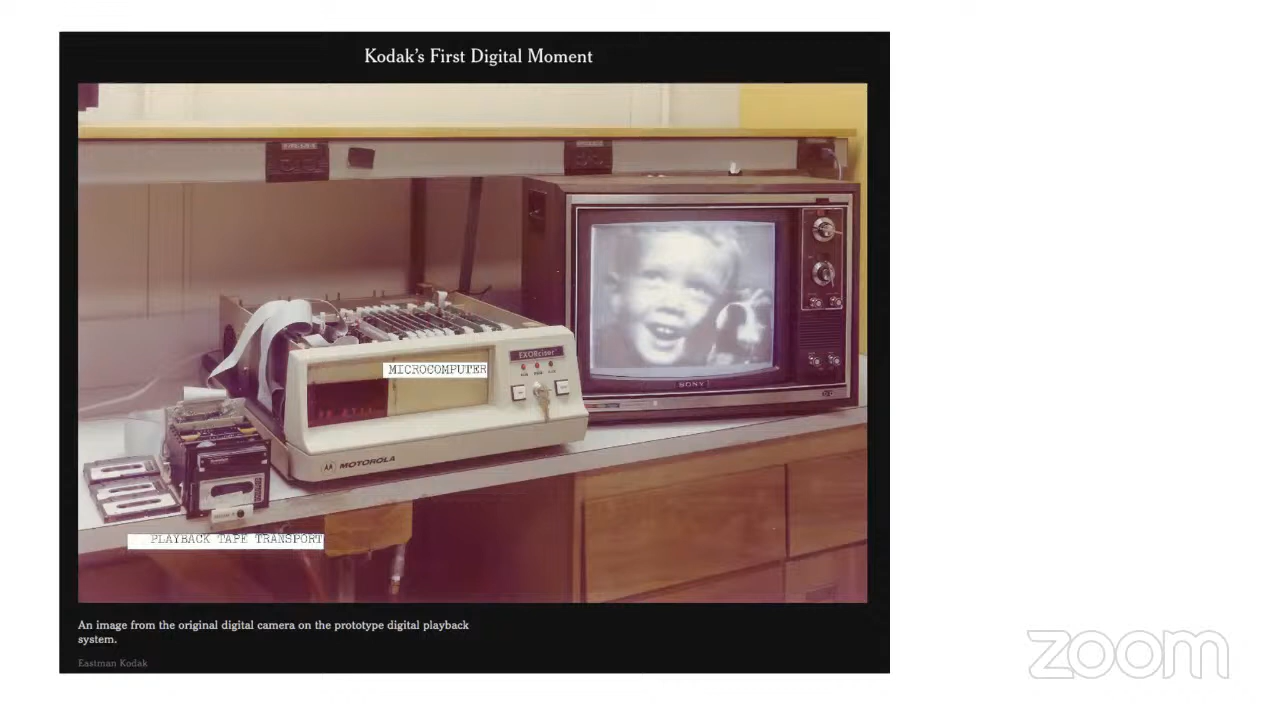 Kodak's First Digital Moment
EXORciser
MICROCOMPUTER
SONY
MOTOROLA
PLAYBACK TAPE TRANSPORT
An image from the original digital camera on the prototype digital playback
system.
Eastman Kodak
zoom